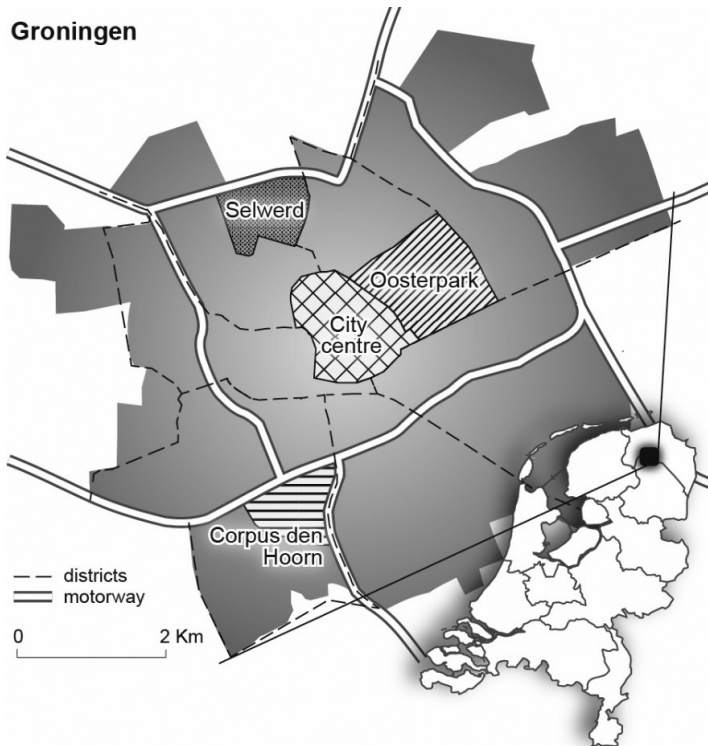 Groningen
Selwerd
Oosterpark
City
centre
Corpus den
Hoorn
districts
motorway
0 2 Km